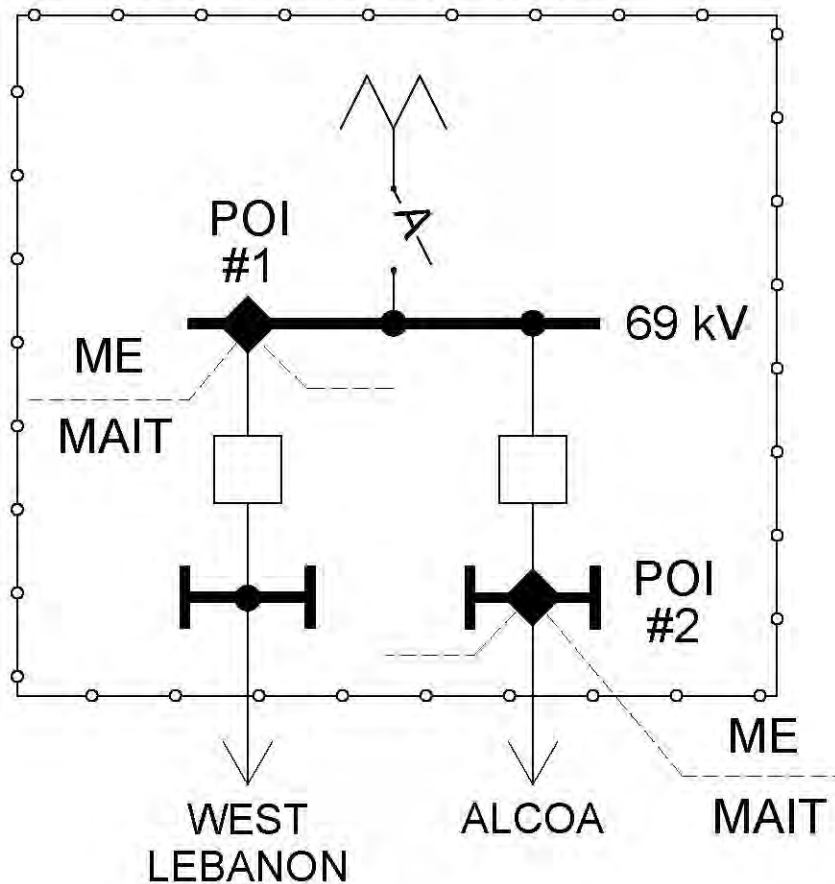 POI
#1
69 kV
ME
MAIT
A
POI
#2
ME
MAIT
WEST
LEBANON
ALCOA